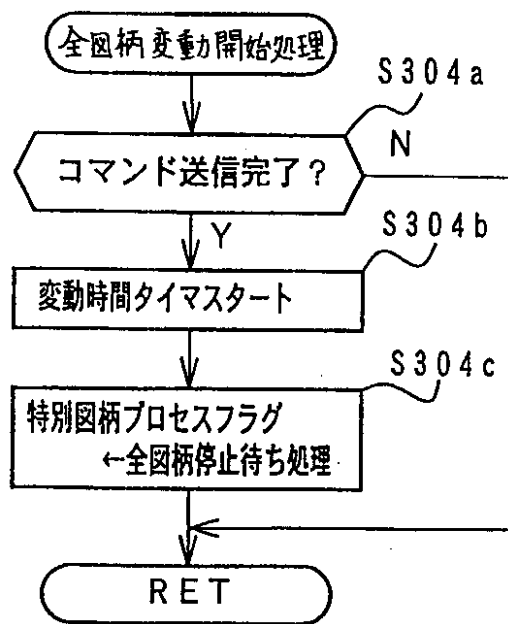 全図柄変動開始処理
S304a
コマンド送信完了？
N
Y
S304b
変動時間タイマスタート
S304c
特別図柄プロセスフラグ
←全図柄停止待ち処理
RET